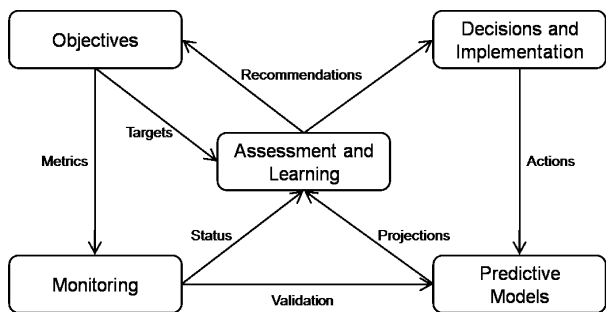 Objectives
Decisions and
Implementation
Recommendations
Targets
Metrics
Assessment and
Learning
Actions
Status
Projections
Monitoring
Validation
Predictive
Models